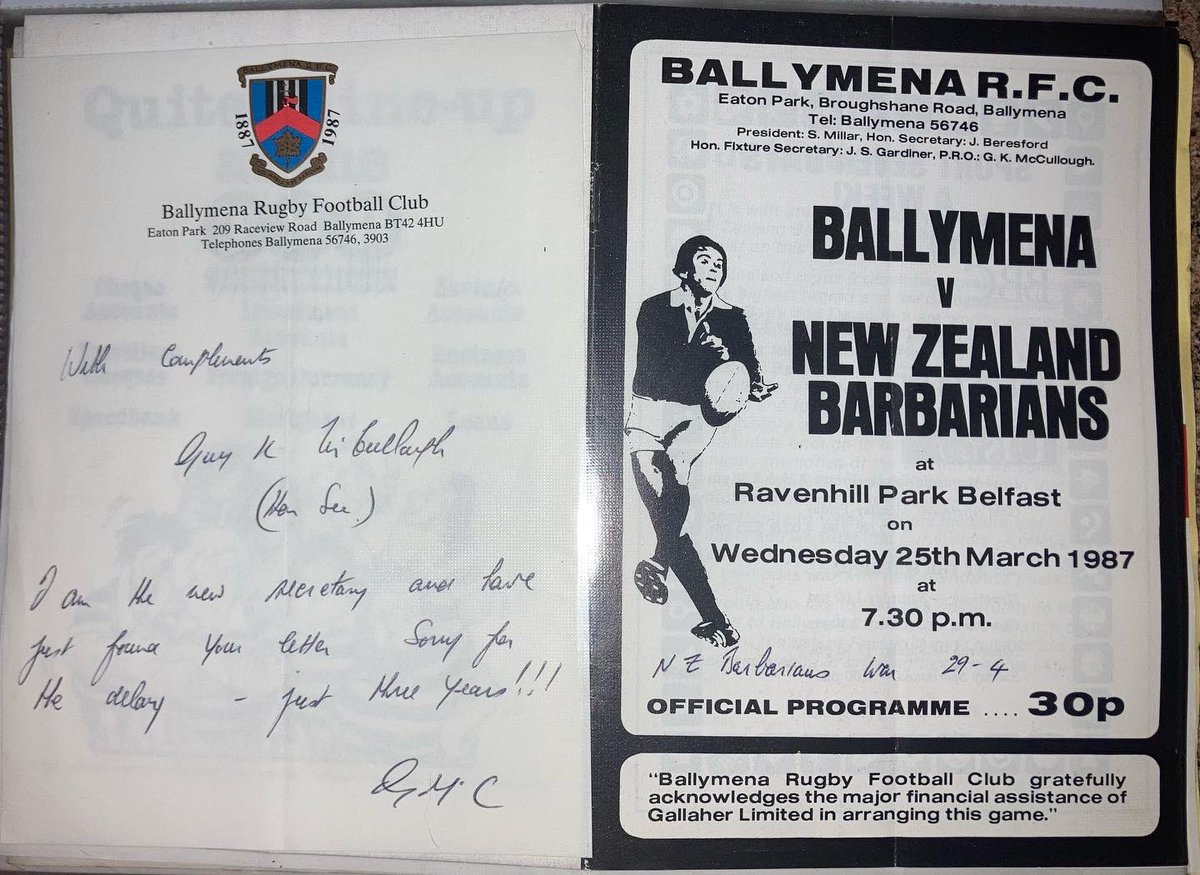 BALLYMENA R.F.C.
1887 1987
Ballymena Rugby Football Club
Eaton Park 209 Raceview Road Ballymena BT42 4HU
Telephones Ballymena 56746, 3903
With Complements
Guy K McCullough
(Hon Sec.)
I am the new secretary and have
just found your letter Sorry for
the delay - just three years!!!
G McC
BALLYMENA R.F.C.
Eaton Park, Broughshane Road, Ballymena
Tel: Ballymena 56746
President: S. Millar, Hon. Secretary: J. Beresford
Hon. Fixture Secretary: J. S. Gardiner, P.R.O.: G. K. McCullough.
BALLYMENA
V
NEW ZEALAND
BARBARIANS
at
Ravenhill Park Belfast
on
Wednesday 25th March 1987
at
7.30 p.m.
N Z Barbarians won 29-4
OFFICIAL PROGRAMME .... 30p
"Ballymena Rugby Football Club gratefully
acknowledges the major financial assistance of
Gallaher Limited in arranging this game."